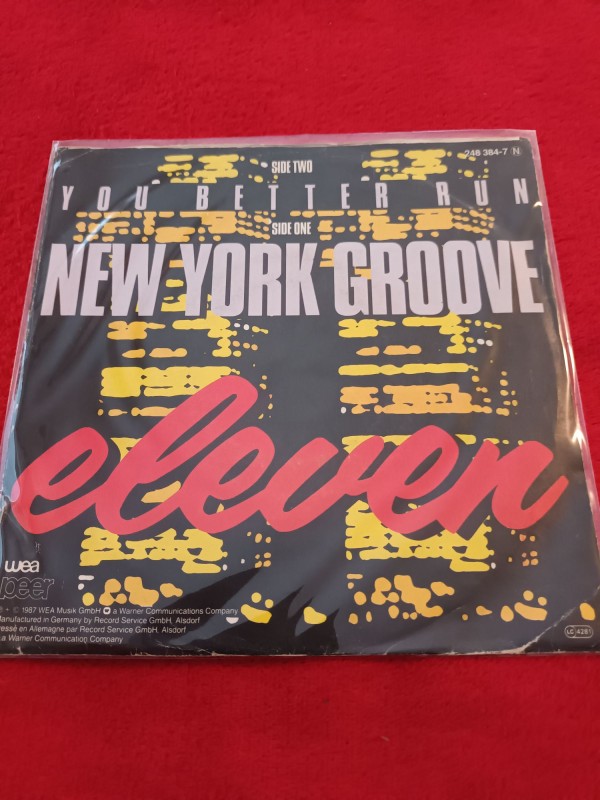 248 384-7 N
SIDE TWO
YOU BETTER RUN
SIDE ONE
NEW YORK GROOVE
eleven
wea
peer
© 1987 WEA Musik GmbH a Warner Communications Company
Manufactured in Germany by Record Service GmbH, Alsdorf
ressé en Allemagne par Record Service GmbH, Alsdorf
a Warner Communication Company
LC 4281